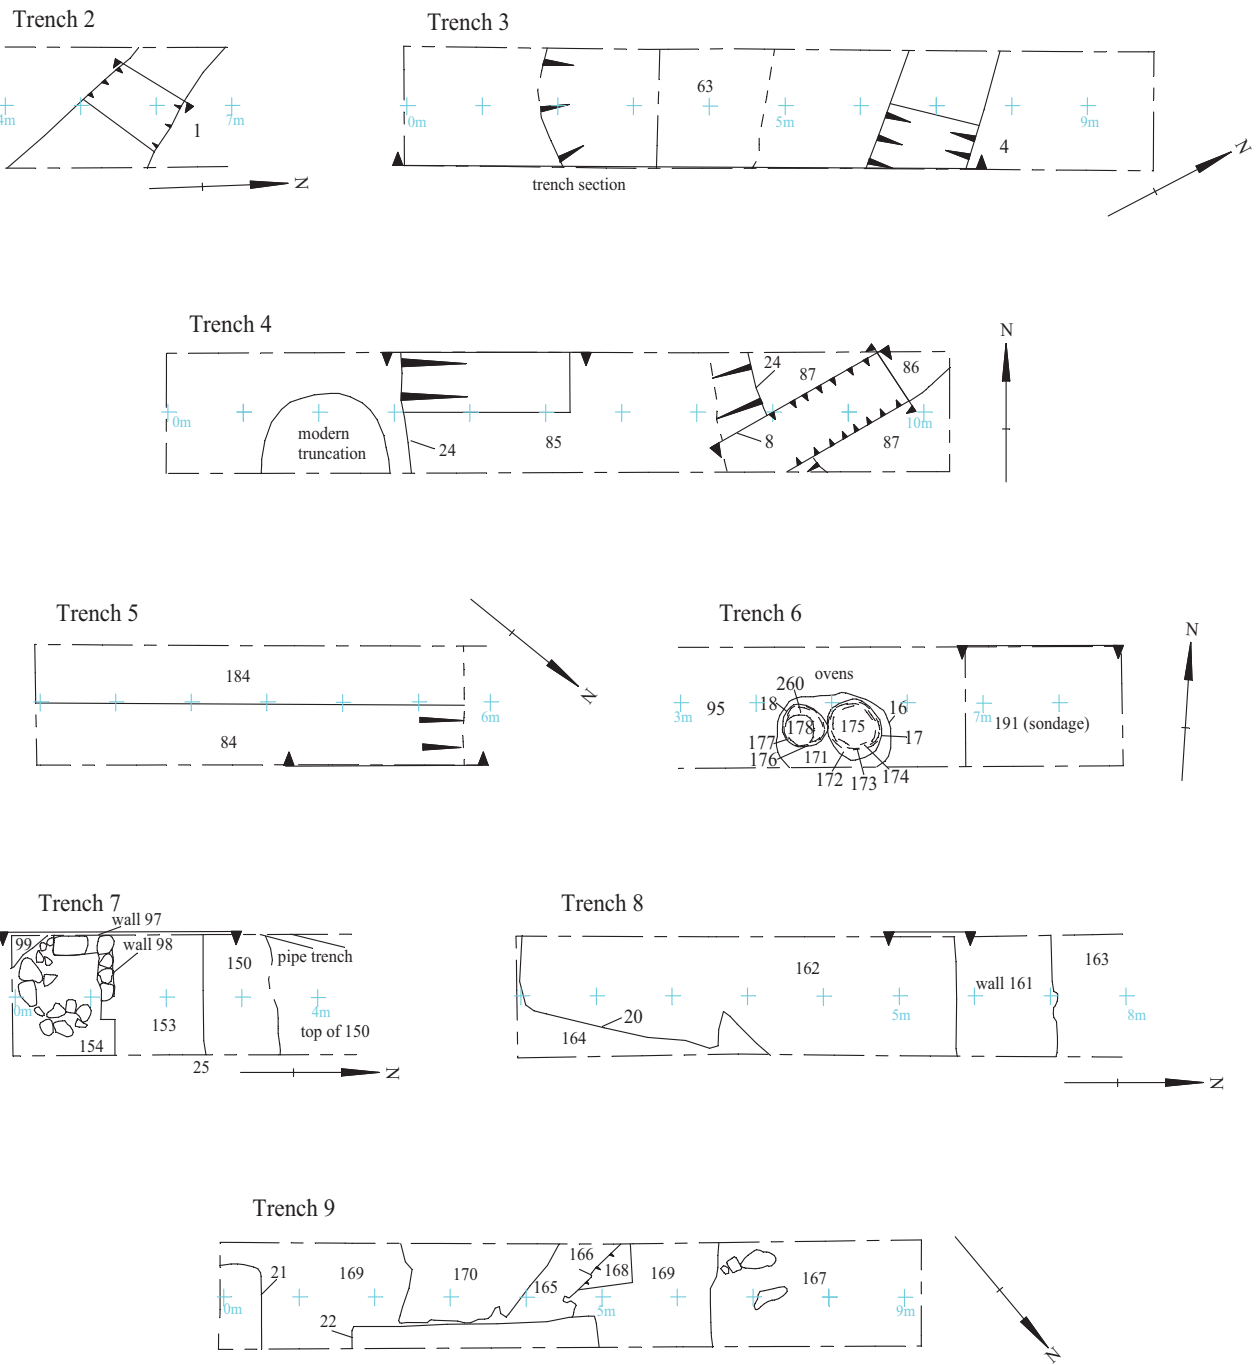 Trench 2
4m
7m
1
N
Trench 3
63
0m
5m
9m
4
trench section
N
Trench 4
N
24
87
86
0m
10m
modern
truncation
24
85
8
87
Trench 5
184
6m
84
N
Trench 6
N
ovens
260
95
3m
18
16
178
175
7m
191 (sondage)
177
17
176
171
172
173
174
Trench 7
wall 97
99
wall 98
150
pipe trench
0m
153
4m
top of 150
154
25
N
Trench 8
162
wall 161
163
20
5m
8m
164
N
Trench 9
21
169
170
166
165
168
169
167
0m
5m
9m
22
N